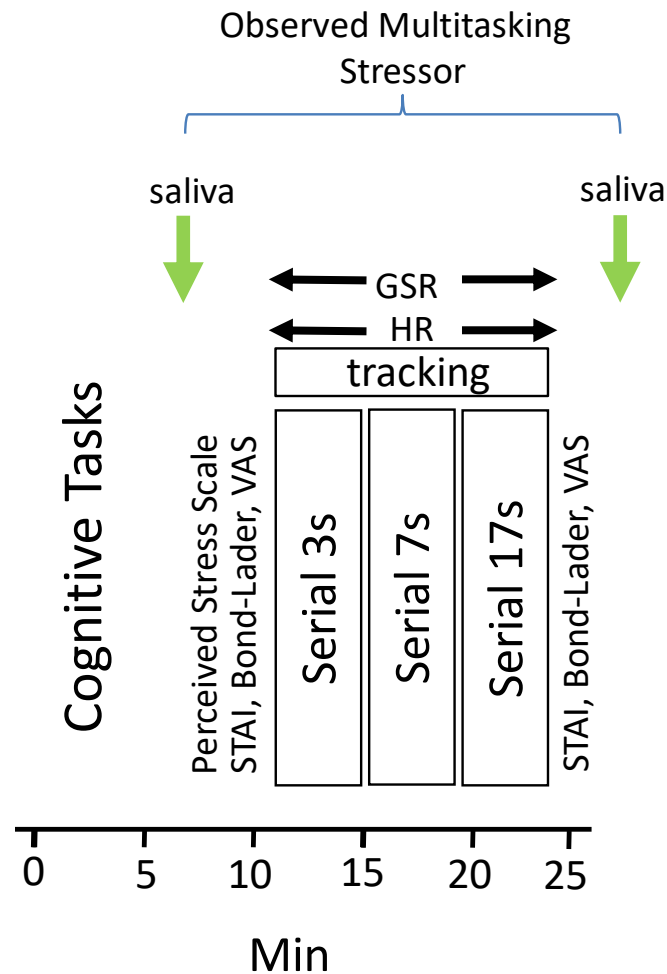 Observed Multitasking
Stressor
saliva
saliva
GSR
HR
tracking
Cognitive Tasks
Perceived Stress Scale
STAI, Bond-Lader, VAS
Serial 3s
Serial 7s
Serial 17s
STAI, Bond-Lader, VAS
0 5 10 15 20 25
Min